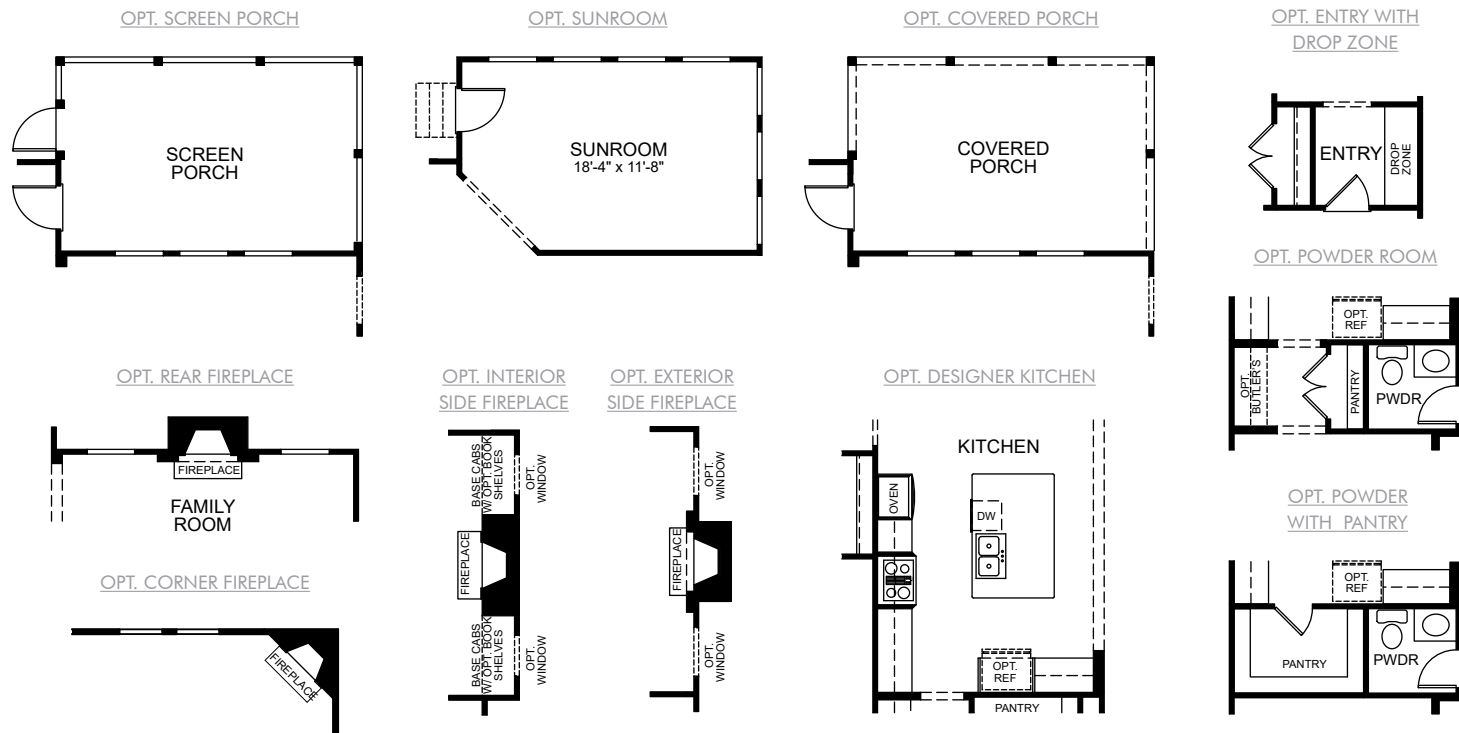 OPT. SCREEN PORCH
SCREEN
PORCH
OPT. SUNROOM
SUNROOM
18'-4" x 11'-8"
OPT. COVERED PORCH
COVERED
PORCH
OPT. ENTRY WITH
DROP ZONE
ENTRY
DROP
ZONE
OPT. POWDER ROOM
OPT.
REF
OPT.
BUTLER'S
PANTRY
PWDR
OPT. REAR FIREPLACE
FIREPLACE
FAMILY
ROOM
OPT. CORNER FIREPLACE
FIREPLACE
OPT. INTERIOR
SIDE FIREPLACE
BASE CABS
W/ OPT. BOOK
SHELVES
OPT.
WINDOW
FIREPLACE
BASE CABS
W/ OPT. BOOK
SHELVES
OPT.
WINDOW
OPT. EXTERIOR
SIDE FIREPLACE
OPT.
WINDOW
FIREPLACE
OPT.
WINDOW
OPT. DESIGNER KITCHEN
KITCHEN
OVEN
DW
OPT.
REF
PANTRY
OPT. POWDER
WITH PANTRY
OPT.
REF
PANTRY
PWDR